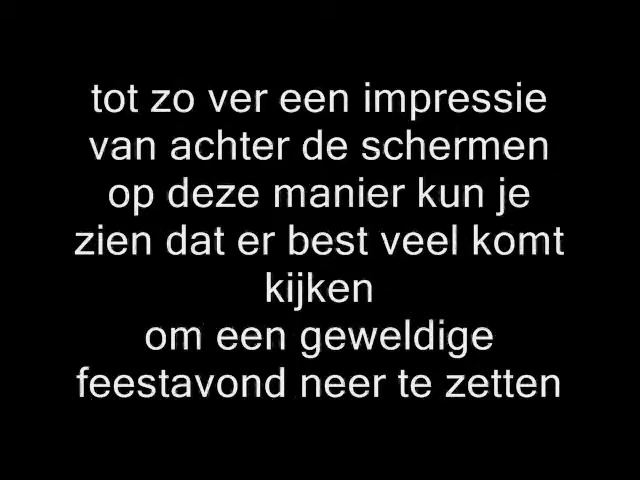 tot zo ver een impressie
van achter de schermen
op deze manier kun je
zien dat er best veel komt
kijken
om een geweldige
feestavond neer te zetten